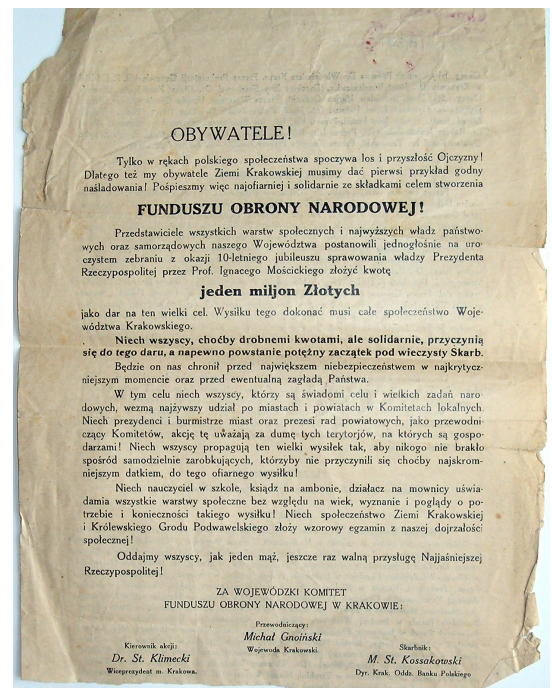 OBYWATELE!
Tylko w rękach polskiego społeczeństwa spoczywa los i przyszłość Ojczyzny!
Dlatego też my obywatele Ziemi Krakowskiej musimy dać pierwsi przykład godny
naśladowania! Pośpieszmy więc najofiarniej i solidarnie ze składkami celem stworzenia
FUNDUSZU OBRONY NARODOWEJ!
Przedstawiciele wszystkich warstw społecznych i najwyższych władz państwo-
wych oraz samorządowych naszego Województwa postanowili jednogłośnie na uro-
czystem zebraniu z okazji 10-letniego jubileuszu sprawowania władzy Prezydenta
Rzeczypospolitej przez Prof. Ignacego Mościckiego złożyć kwotę
jeden miljon Złotych
jako dar na ten wielki cel. Wysiłku tego dokonać musi całe społeczeństwo Woje-
wództwa Krakowskiego.
Niech wszyscy, choćby drobnemi kwotami, ale solidarnie, przyczynią
się do tego daru, a napewno powstanie potężny zaczątek pod wieczysty Skarb.
Będzie on nas chronił przed największem niebezpieczeństwem w najkrytycz-
niejszym momencie oraz przed ewentualną zagładą Państwa.
W tym celu niech wszyscy, którzy są świadomi celu i wielkich zadań naro-
dowych, wezmą najżywszy udział po miastach i powiatach w Komitetach lokalnych.
Niech prezydenci i burmistrze miast oraz prezesi rad powiatowych, jako przewodni-
czący Komitetów, akcję tę uważają za dumę tych terytorjów, na których są gospo-
darzami! Niech wszyscy propagują ten wielki wysiłek tak, aby nikogo nie brakło
spośród samodzielnie zarobkujących, którzyby nie przyczynili się choćby najskrom-
niejszym datkiem, do tego ofiarnego wysiłku!
Niech nauczyciel w szkole, ksiądz na ambonie, działacz na mownicy uświa-
damia wszystkie warstwy społeczne bez względu na wiek, wyznanie i poglądy o po-
trzebie i konieczności takiego wysiłku! Niech społeczeństwo Ziemi Krakowskiej
i Królewskiego Grodu Podwawelskiego złoży wzorowy egzamin z naszej dojrzałości
społecznej!
Oddajmy wszyscy, jak jeden mąż, jeszcze raz walną przysługę Najjaśniejszej
Rzeczypospolitej!
ZA WOJEWÓDZKI KOMITET
FUNDUSZU OBRONY NARODOWEJ W KRAKOWIE:
Przewodniczący:
Michał Gnoiński
Wojewoda Krakowski.
Kierownik akcji:
Dr. St. Klimecki
Wiceprezydent m. Krakowa.
Skarbnik:
M. St. Kossakowski
Dyr. Krak. Oddz. Banku Polskiego